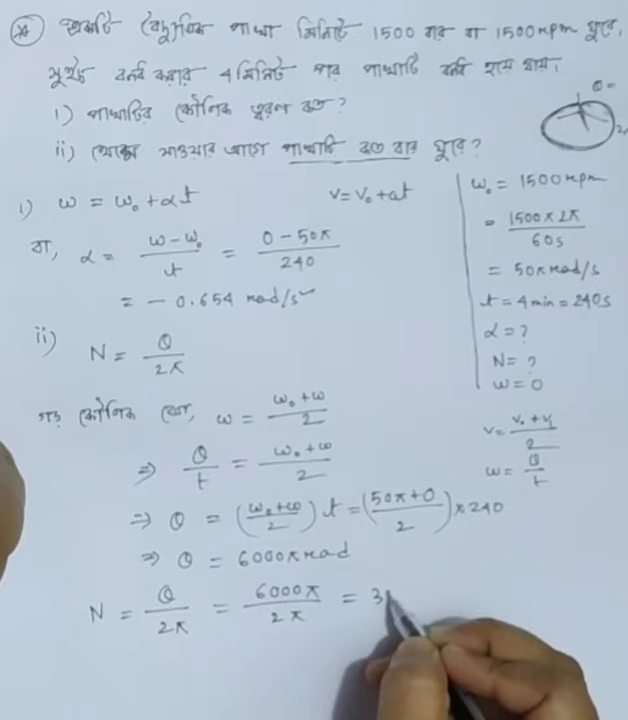 একটি বৈদ্যুতিক পাখা মিনিটে 1500 বার বা 1500 rpm ঘুরে,
সুইচ বন্ধ করার 4 মিনিট পর পাখাটি বন্ধ হয়ে যায়,
i) পাখাটির কৌণিক ত্বরণ কত? θ=
ii) থেমে যাওয়ার আগে পাখাটি কত বার ঘুরে?
i) ω = ω₀ + αt V = V₀ + at
বা, α = (ω - ω₀)/t = (0 - 50π)/240
= - 0.654 rad/s²
ii) N = θ/2π
গড় কৌণিক বেগ, ω = (ω₀ + ω)/2
⇒ θ/t = (ω₀ + ω)/2
⇒ θ = ((ω₀ + ω)/2) t = ((50π + 0)/2) × 240
⇒ θ = 6000π rad
N = θ/2π = 6000π/2π = 3
ω₀ = 1500 rpm
= (1500 × 2π)/60s
= 50π rad/s
t = 4 min = 240s
α = ?
N = ?
ω = 0
V = (V₀ + V)/2
ω = θ/t